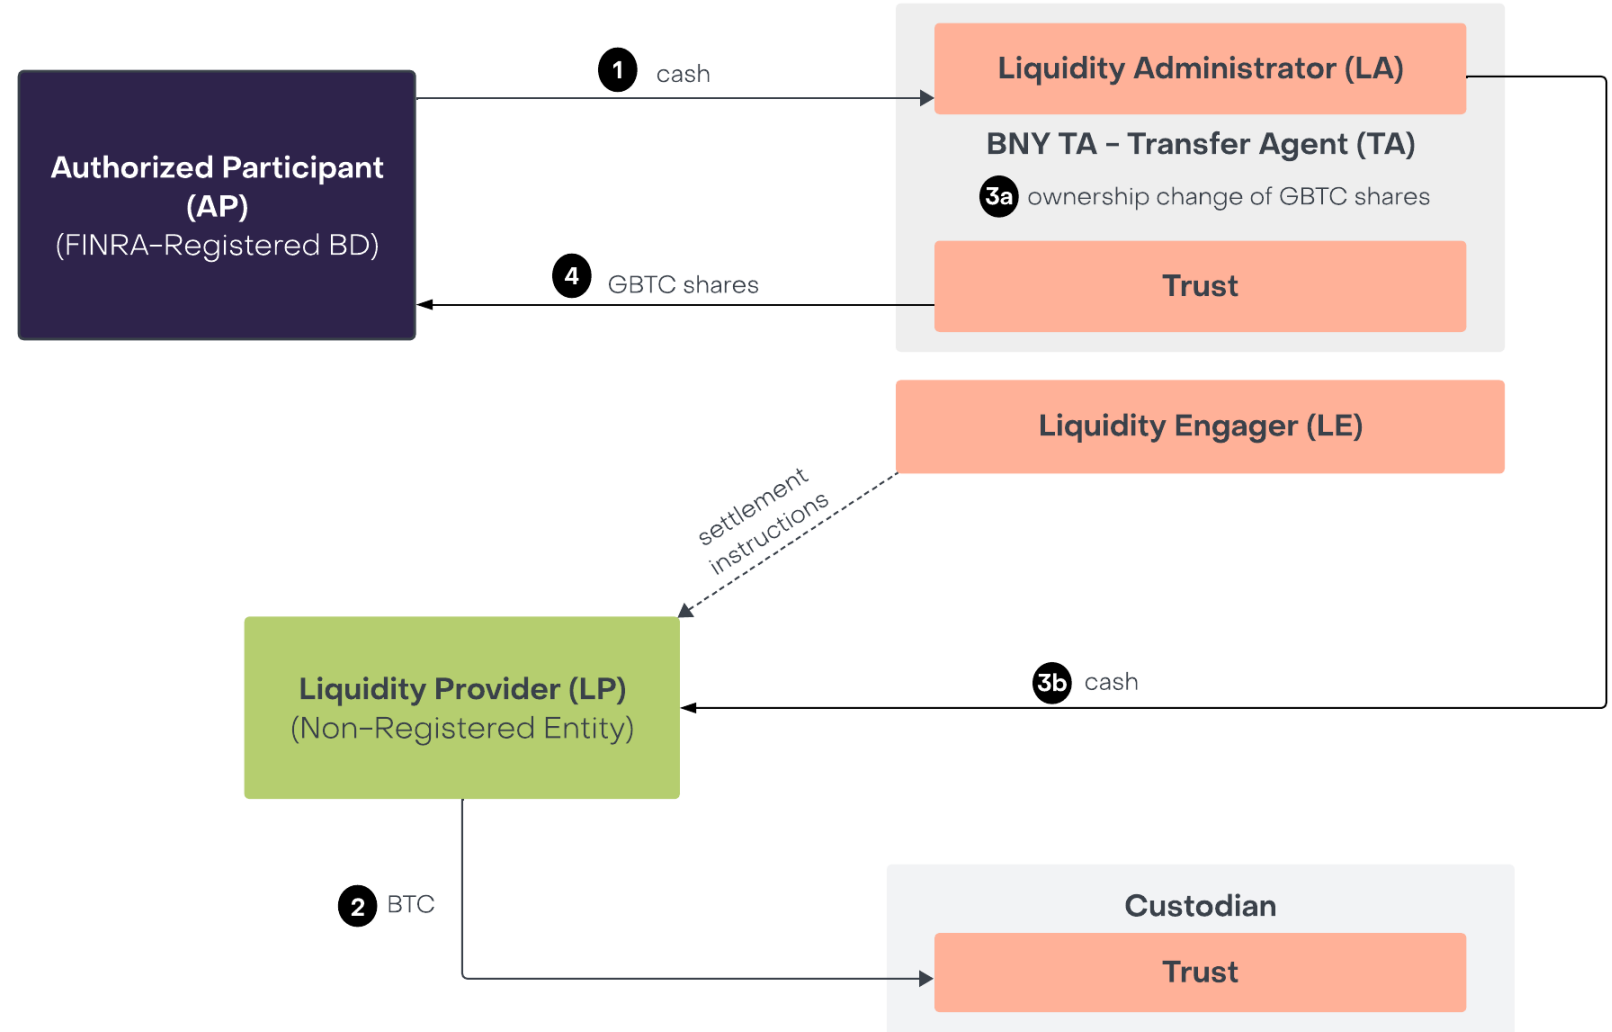 1 cash
Liquidity Administrator (LA)
BNY TA – Transfer Agent (TA)
3a ownership change of GBTC shares
Authorized Participant
(AP)
(FINRA-Registered BD)
4 GBTC shares
Trust
Liquidity Engager (LE)
settlement
instructions
Liquidity Provider (LP)
(Non-Registered Entity)
3b cash
2 BTC
Custodian
Trust